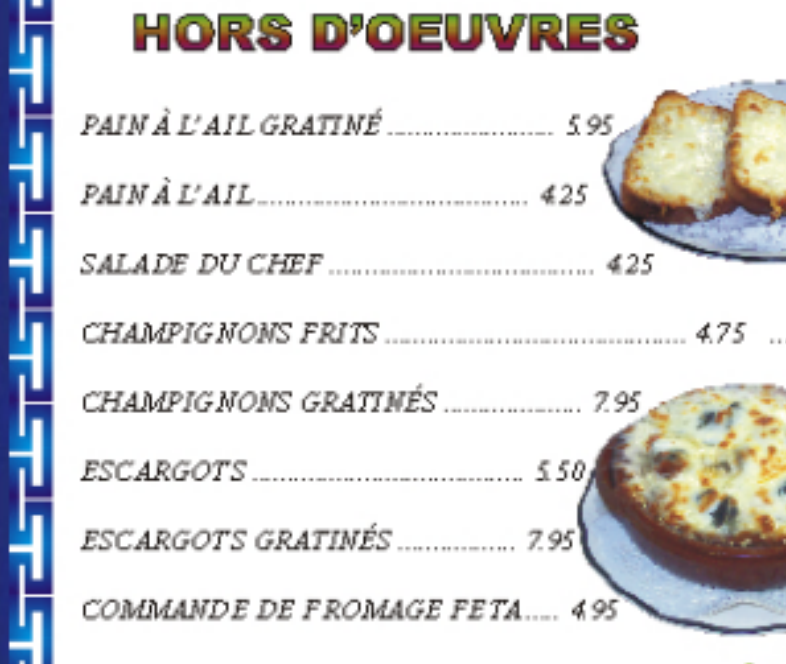 HORS D'OEUVRES
PAIN À L'AIL GRATINÉ ........................ 5.95
PAIN À L'AIL ....................................... 4.25
SALADE DU CHEF ...................................... 4.25
CHAMPIGNONS FRITS ........................................... 4.75 ...
CHAMPIGNONS GRATINÉS .................... 7.95
ESCARGOTS ....................................... 5.50
ESCARGOTS GRATINÉS ................. 7.95
COMMANDE DE FROMAGE FETA ..... 4.95